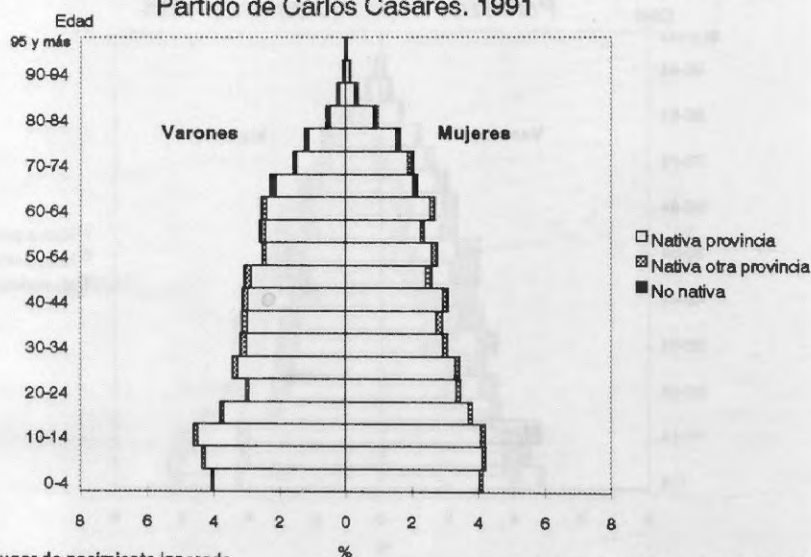 Partido de Carlos Casares. 1991
Edad
95 y más
90-94
80-84
Varones
Mujeres
70-74
60-64
50-64
40-44
30-34
20-24
10-14
0-4
Nativa provincia
Nativa otra provincia
No nativa
8 6 4 2 0 2 4 6 8
%